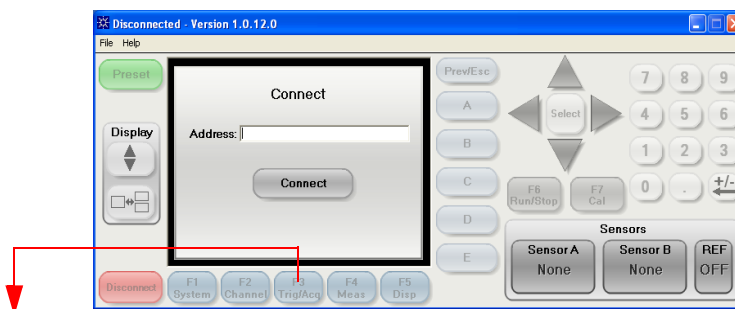 Disconnected - Version 1.0.12.0
File Help
Preset
Connect
Prev/Esc
7 8 9
A
Select
4 5 6
Display
Address:
B
1 2 3
Connect
C
F6
Run/Stop
F7
Cal
0 . +/-
D
Sensors
E
Sensor A
None
Sensor B
None
REF
OFF
Disconnect
F1
System
F2
Channel
F3
Trig/Acq
F4
Meas
F5
Disp